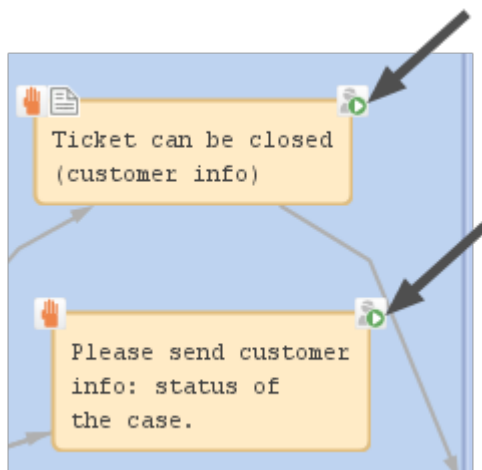 Ticket can be closed
(customer info)
Please send customer
info: status of
the case.